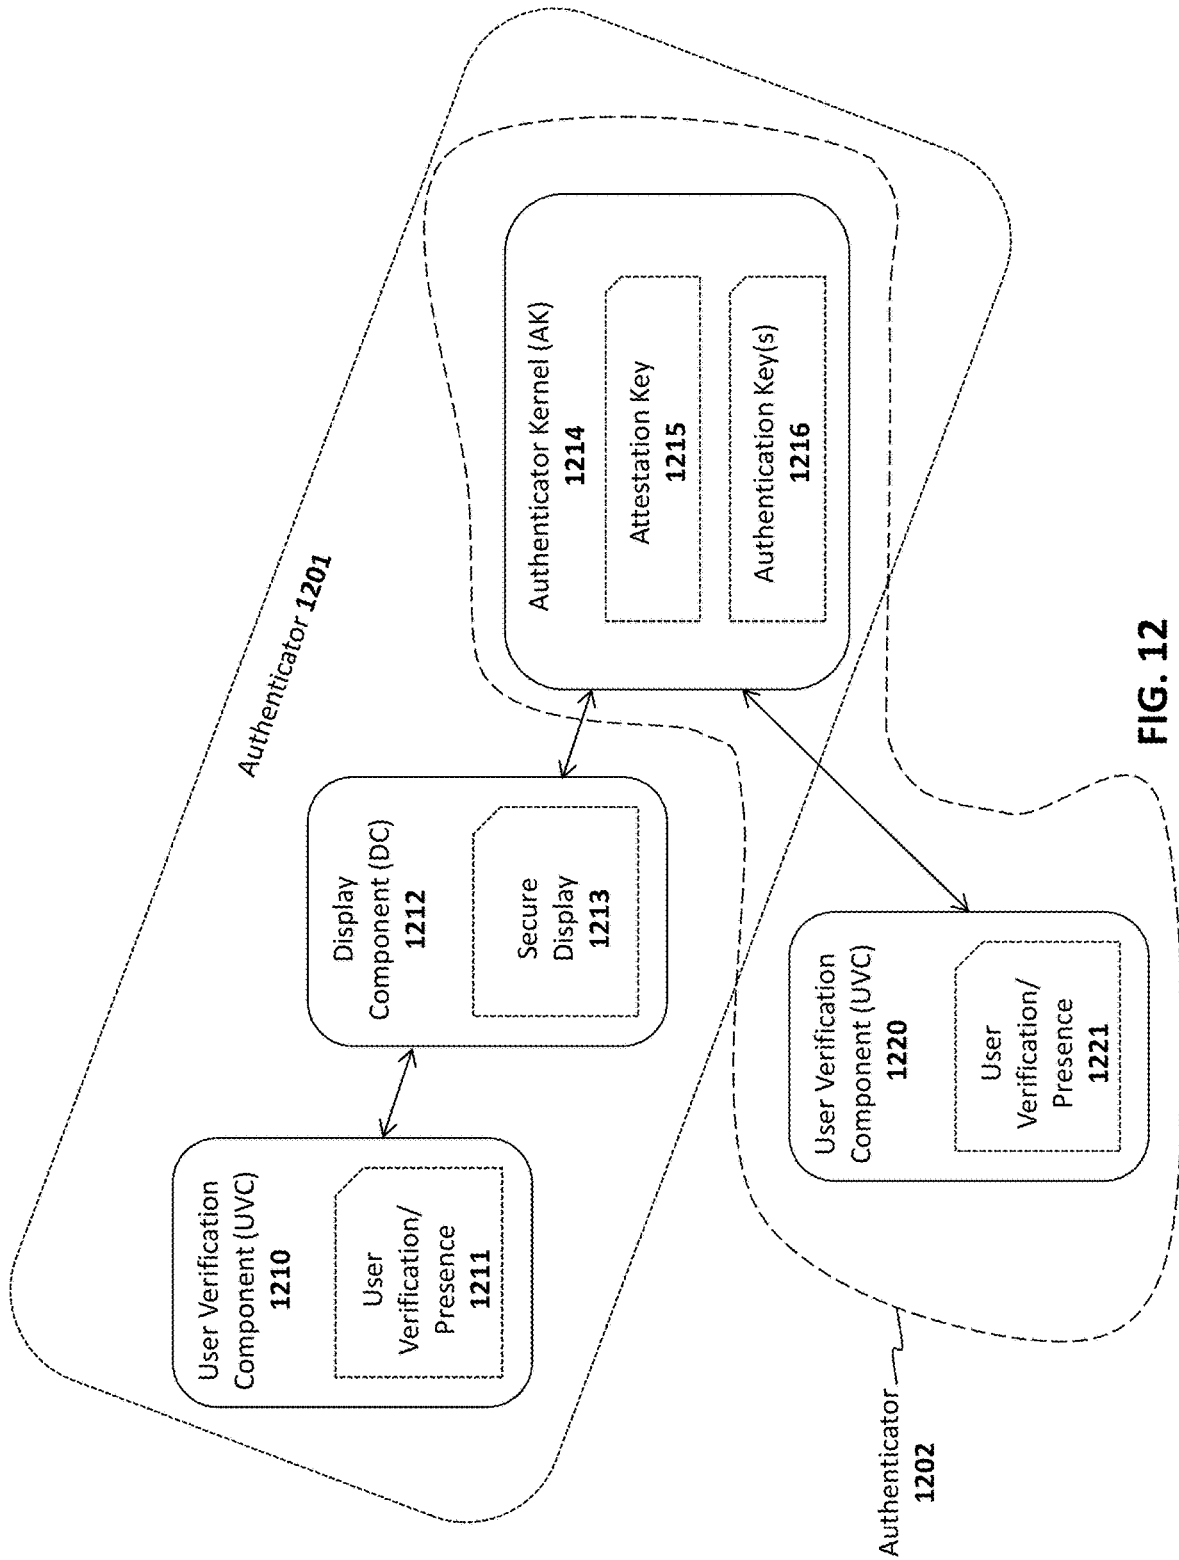 Authenticator 1201
User Verification
Component (UVC)
1210
User
Verification/
Presence
1211
Display
Component (DC)
1212
Secure
Display
1213
Authenticator Kernel (AK)
1214
Attestation Key
1215
Authentication Key(s)
1216
User Verification
Component (UVC)
1220
User
Verification/
Presence
1221
Authenticator
1202
FIG. 12